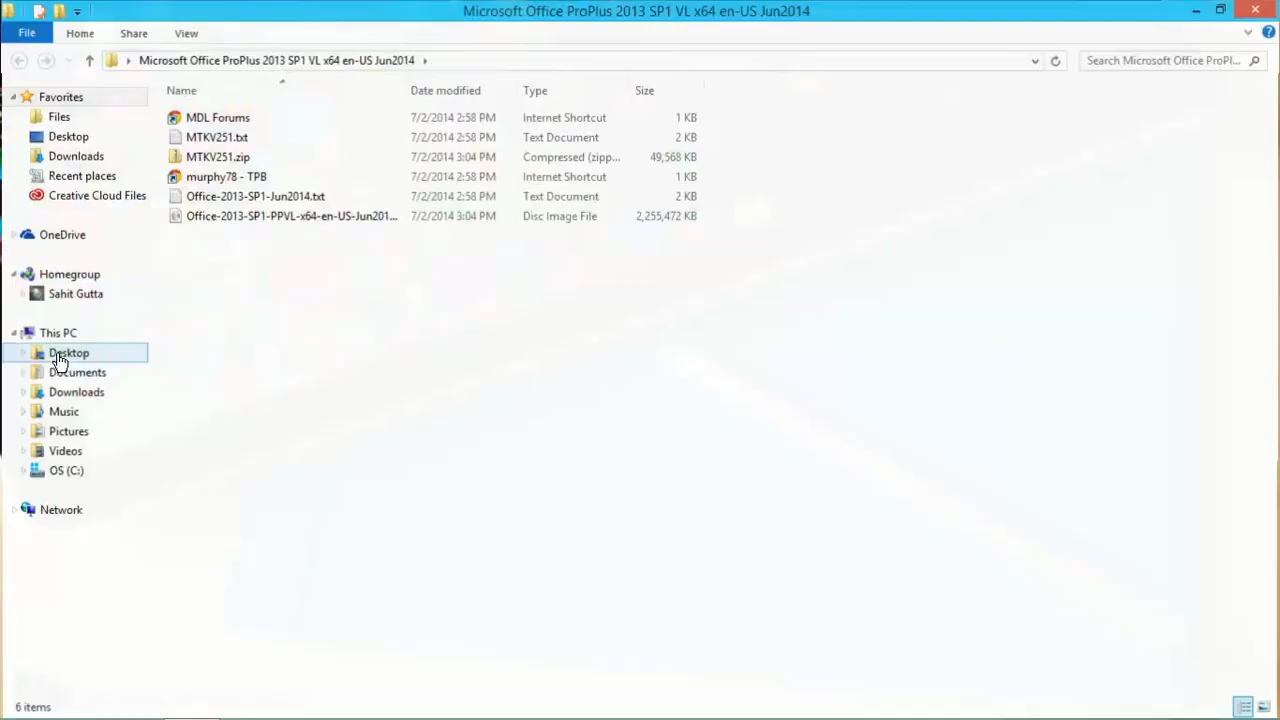 Microsoft Office ProPlus 2013 SP1 VL x64 en-US Jun2014
File Home Share View
Microsoft Office ProPlus 2013 SP1 VL x64 en-US Jun2014
Search Microsoft Office ProPl...
Name Date modified Type Size
MDL Forums 7/2/2014 2:58 PM Internet Shortcut 1 KB
MTKV251.txt 7/2/2014 2:58 PM Text Document 2 KB
MTKV251.zip 7/2/2014 3:04 PM Compressed (zipp... 49,568 KB
murphy78 - TPB 7/2/2014 2:58 PM Internet Shortcut 1 KB
Office-2013-SP1-Jun2014.txt 7/2/2014 2:58 PM Text Document 2 KB
Office-2013-SP1-PPVL-x64-en-US-Jun201... 7/2/2014 3:04 PM Disc Image File 2,255,472 KB
Favorites
Files
Desktop
Downloads
Recent places
Creative Cloud Files
OneDrive
Homegroup
Sahit Gutta
This PC
Desktop
Documents
Downloads
Music
Pictures
Videos
OS (C:)
Network
6 items